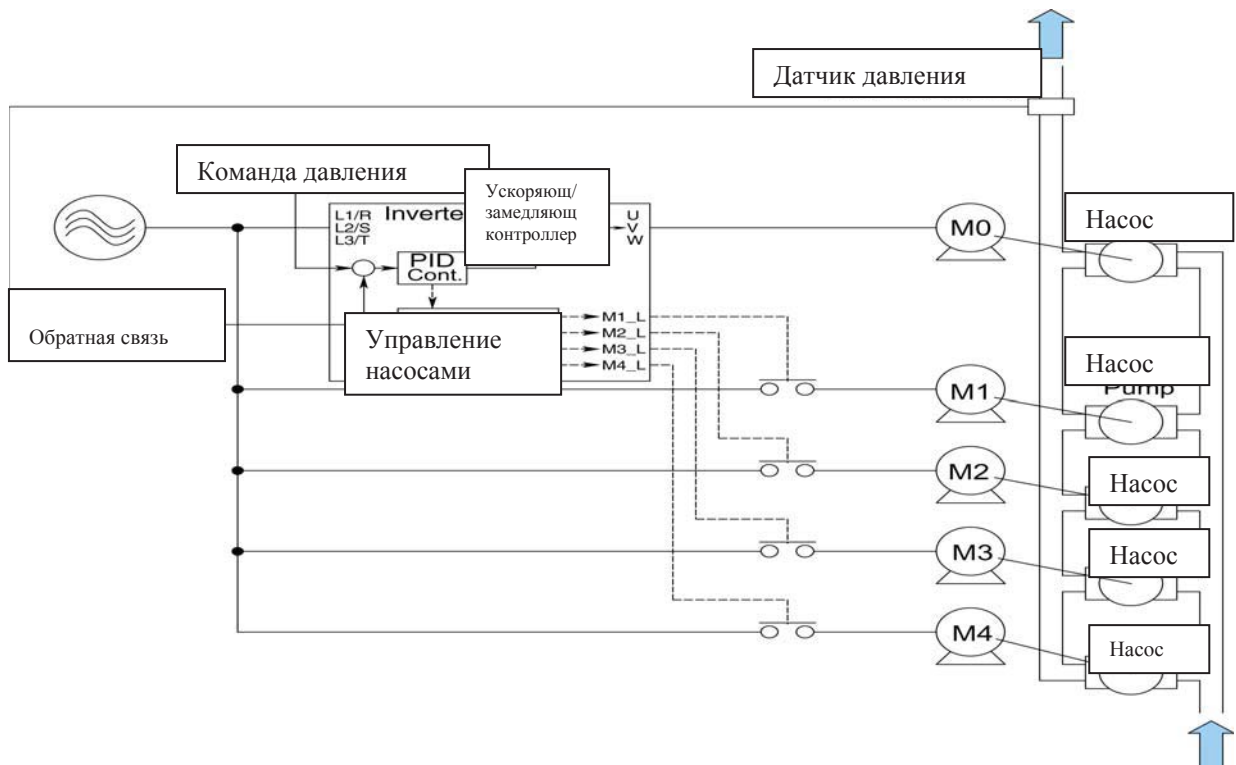 Датчик давления
Команда давления
Ускоряющ/
замедляющ
контроллер
L1/R
L2/S
L3/T
Inverte
U
V
W
M0
Насос
PID
Cont.
Обратная связь
Управление
насосами
M1_L
M2_L
M3_L
M4_L
M1
Насос
Pump
M2
Насос
M3
Насос
M4
Насос